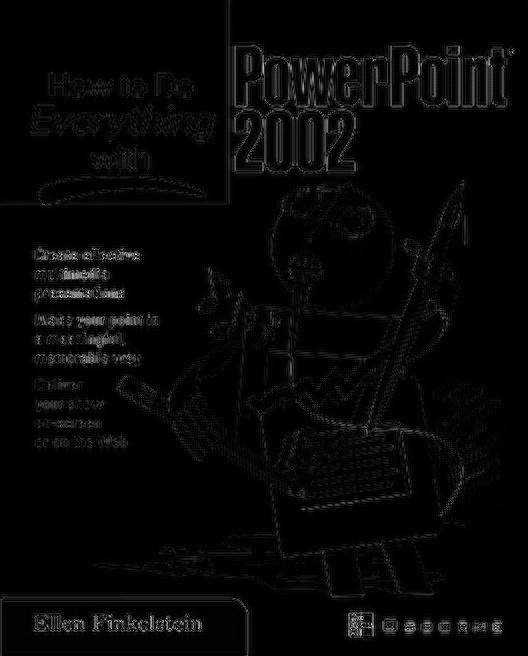 How to Do
Everything
with
PowerPoint
2002
Create effective
multimedia
presentations
Make your point in
a meaningful,
memorable way
Deliver
your show
on-screen
or on the Web
Ellen Finkelstein
OSBORNE